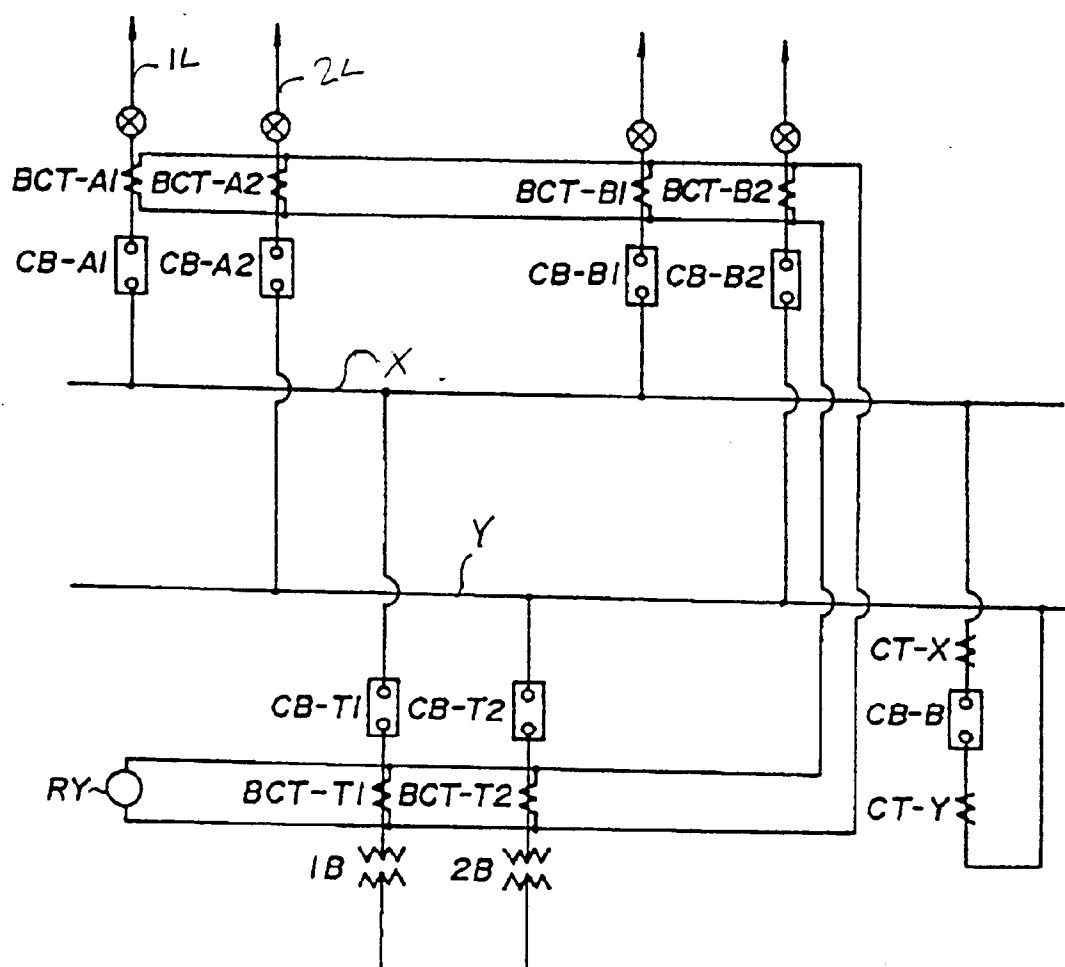 1L
2L
BCT-A1
BCT-A2
BCT-B1
BCT-B2
CB-A1
CB-A2
CB-B1
CB-B2
X
Y
CT-X
CB-T1
CB-T2
CB-B
RY
BCT-T1
BCT-T2
CT-Y
1B
2B